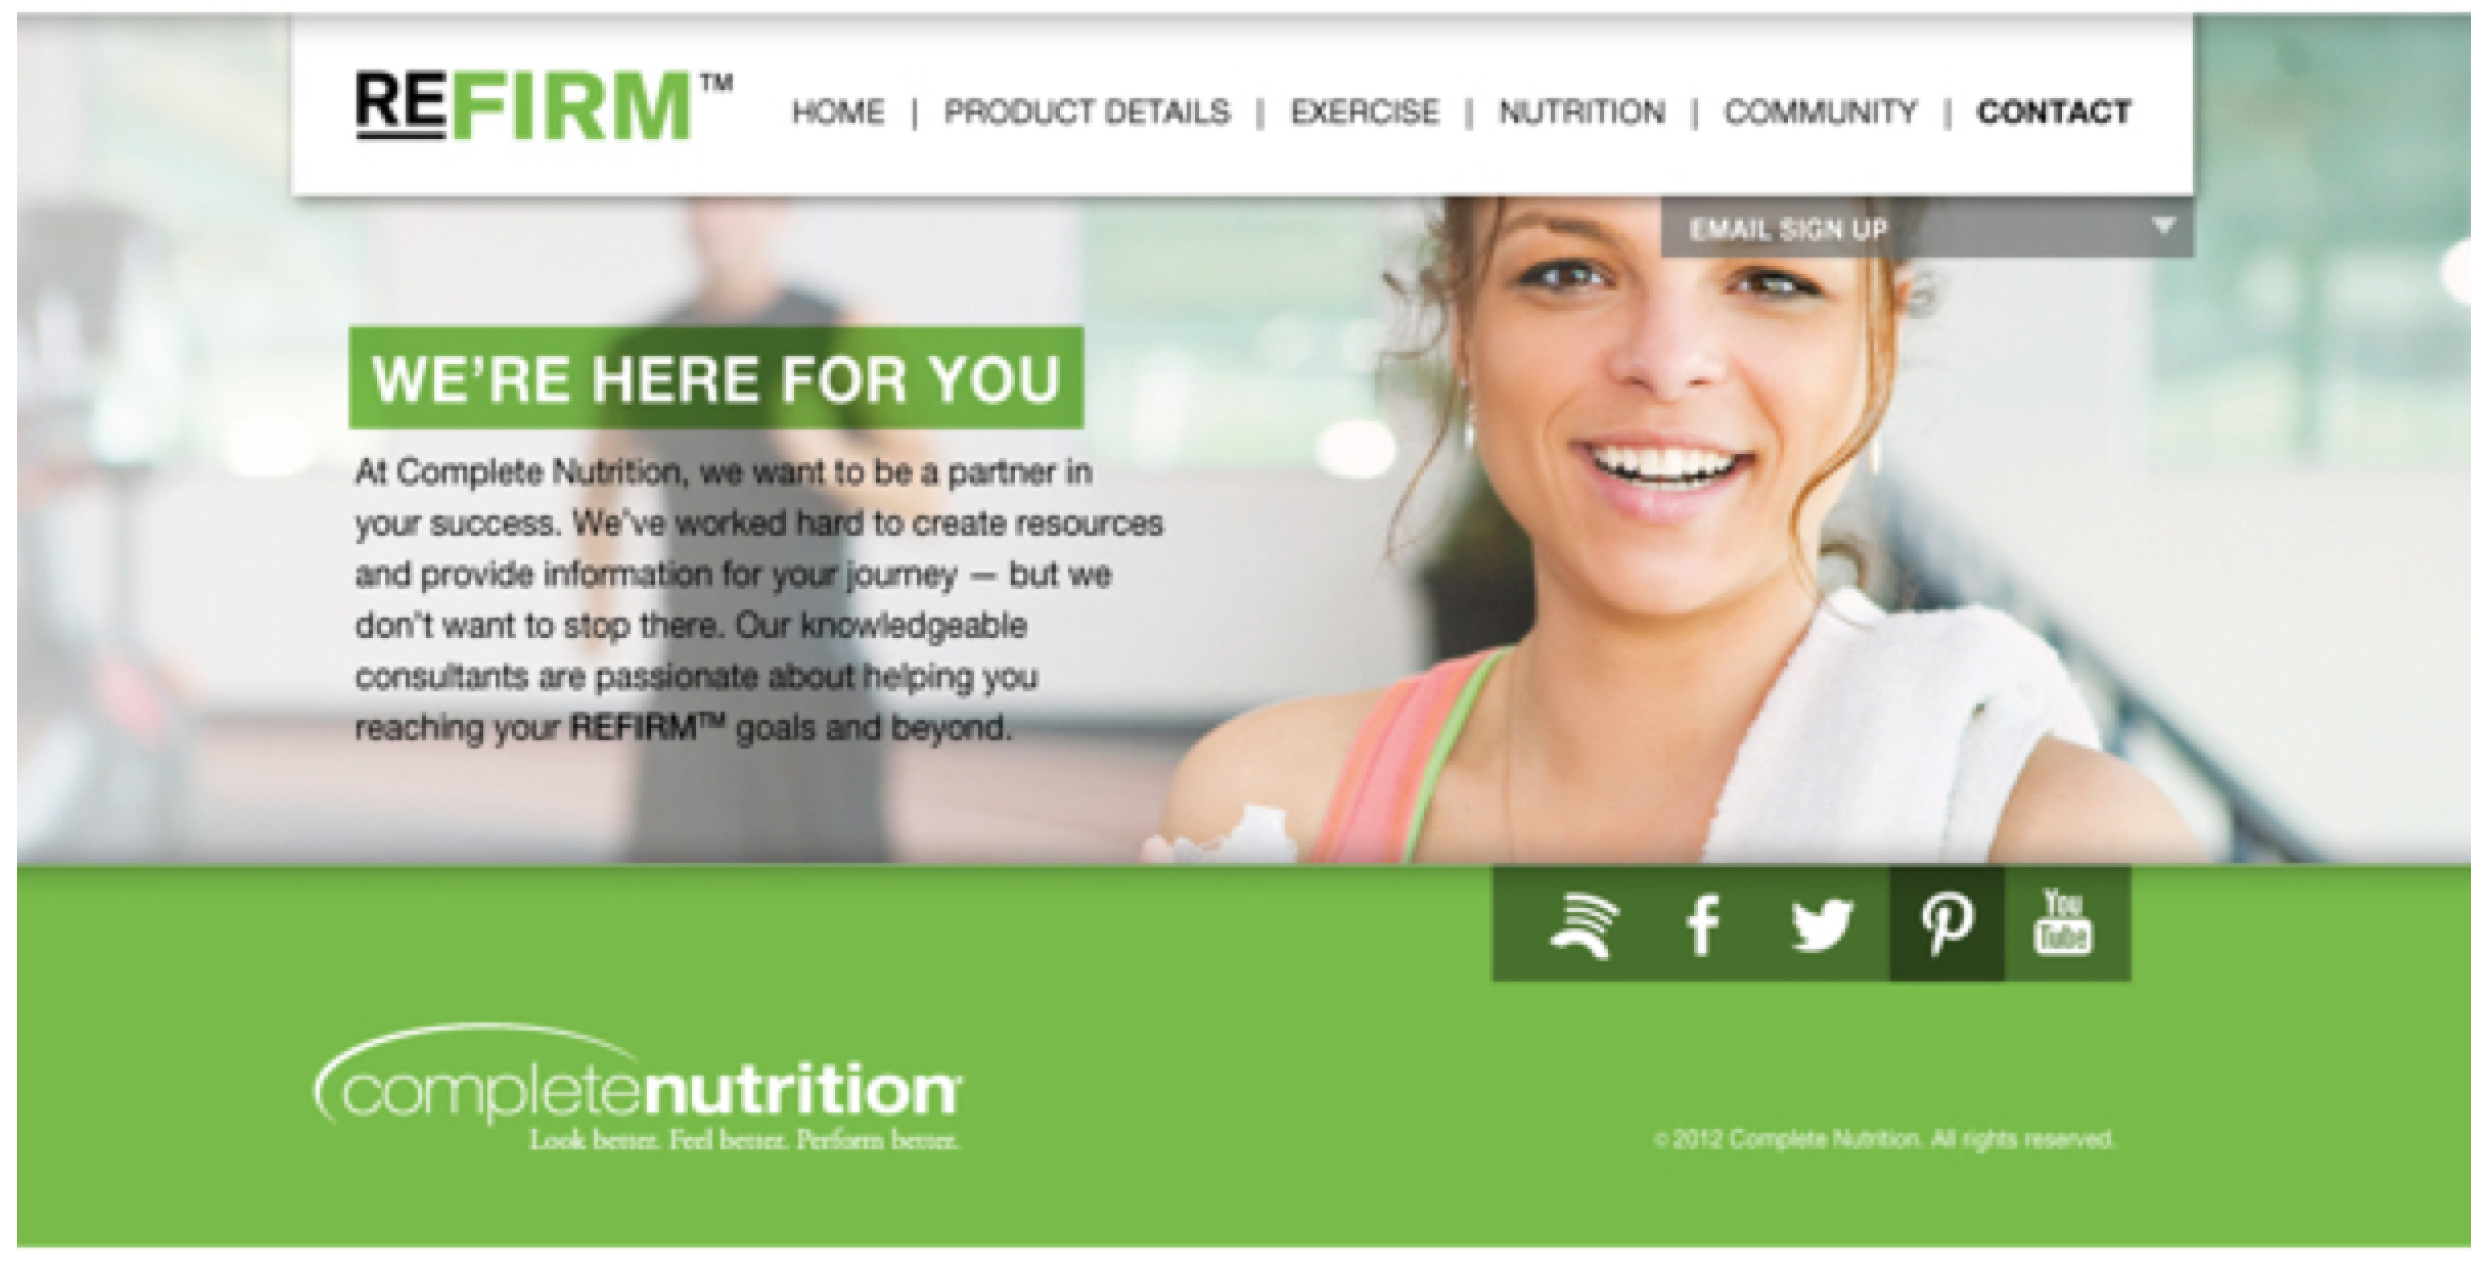 REFIRM™
HOME | PRODUCT DETAILS | EXERCISE | NUTRITION | COMMUNITY | CONTACT
EMAIL SIGN UP
WE'RE HERE FOR YOU
At Complete Nutrition, we want to be a partner in
your success. We've worked hard to create resources
and provide information for your journey — but we
don't want to stop there. Our knowledgeable
consultants are passionate about helping you
reaching your REFIRM™ goals and beyond.
You
Tube
completenutrition
Look better. Feel better. Perform better.
© 2012 Complete Nutrition. All rights reserved.